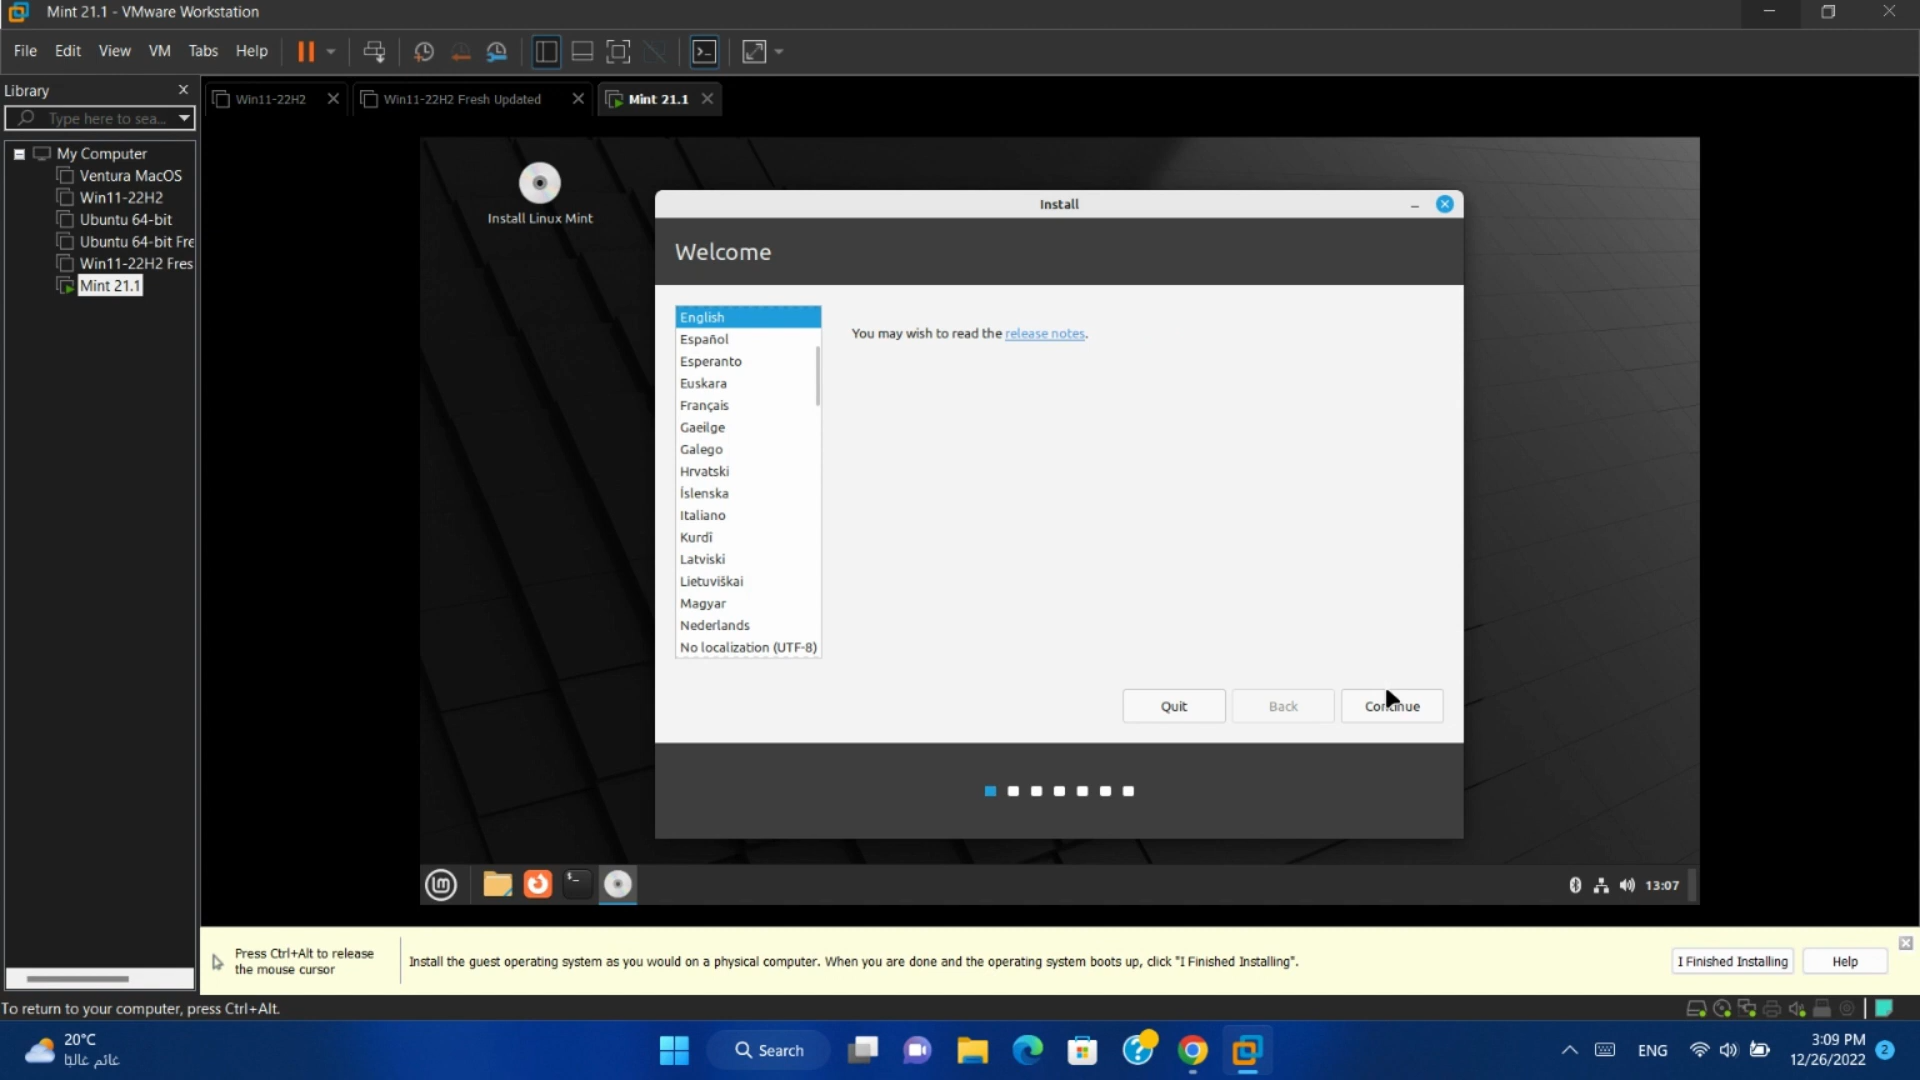 Mint 21.1 - VMware Workstation
File Edit View VM Tabs Help
Library
Type here to sea...
Win11-22H2
Win11-22H2 Fresh Updated
Mint 21.1
My Computer
Ventura MacOS
Win11-22H2
Ubuntu 64-bit
Ubuntu 64-bit Fre
Win11-22H2 Fres
Mint 21.1
Install Linux Mint
Install
Welcome
English
Español
Esperanto
Euskara
Français
Gaeilge
Galego
Hrvatski
Íslenska
Italiano
Kurdî
Latviski
Lietuviškai
Magyar
Nederlands
No localization (UTF-8)
You may wish to read the release notes.
Quit
Back
Continue
13:07
Press Ctrl+Alt to release
the mouse cursor
Install the guest operating system as you would on a physical computer. When you are done and the operating system boots up, click "I Finished Installing".
I Finished Installing
Help
To return to your computer, press Ctrl+Alt.
20°C
غائم غالبًا
Search
ENG
3:09 PM
12/26/2022
2